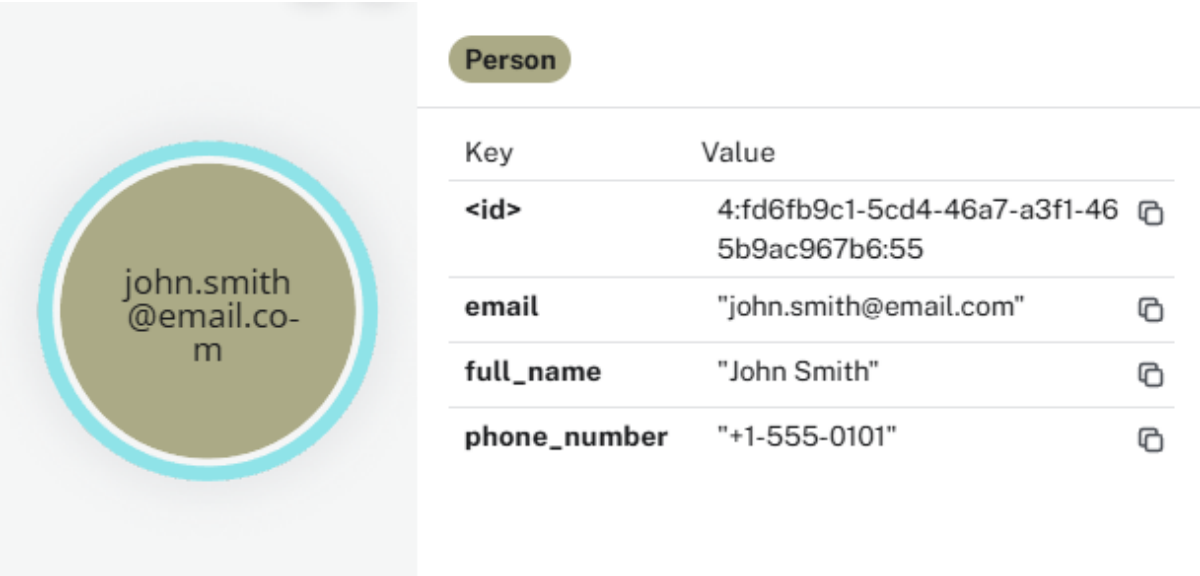 john.smith
@email.co-
m
Person
Key Value
<id> 4:fd6fb9c1-5cd4-46a7-a3f1-46
5b9ac967b6:55
email "john.smith@email.com"
full_name "John Smith"
phone_number "+1-555-0101"